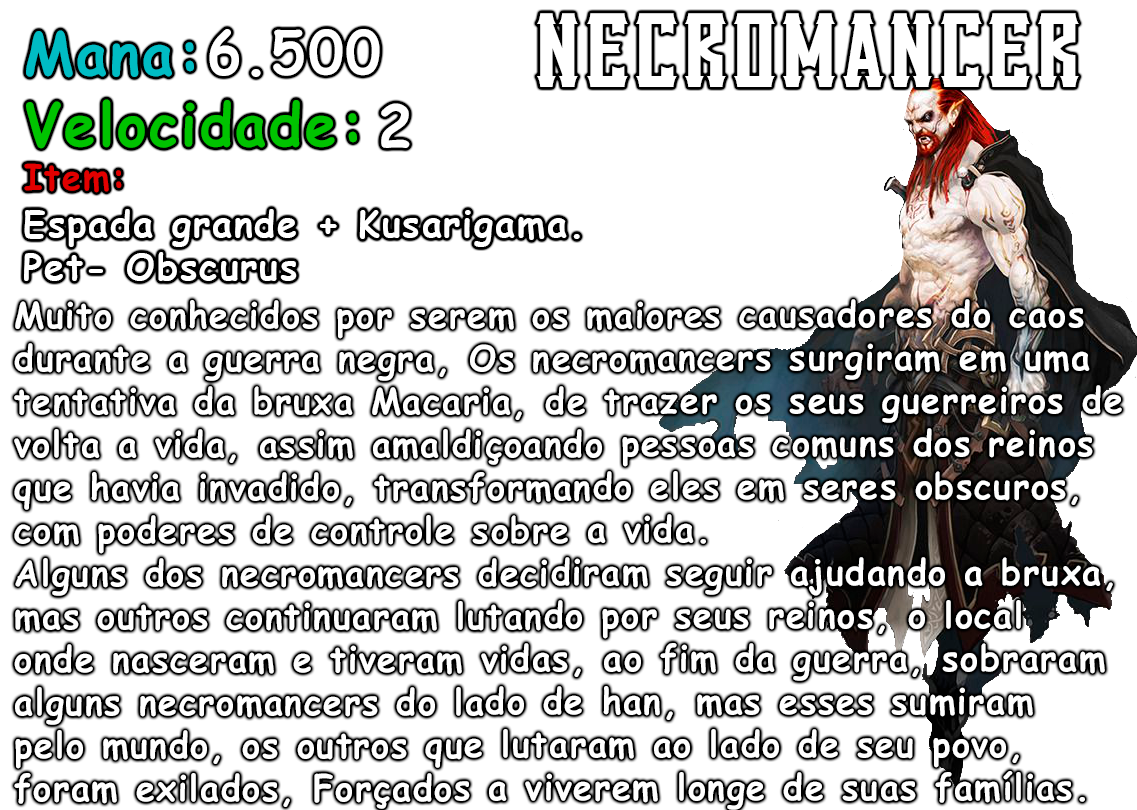 NECROMANCER
Mana: 6.500
Velocidade: 2
Item:
Espada grande + Kusarigama.
Pet- Obscurus
Muito conhecidos por serem os maiores causadores do caos
durante a guerra negra, Os necromancers surgiram em uma
tentativa da bruxa Macaria, de trazer os seus guerreiros de
volta a vida, assim amaldiçoando pessoas comuns dos reinos
que havia invadido, transformando eles em seres obscuros,
com poderes de controle sobre a vida.
Alguns dos necromancers decidiram seguir ajudando a bruxa,
mas outros continuaram lutando por seus reinos, o local
onde nasceram e tiveram vidas, ao fim da guerra, sobraram
alguns necromancers do lado de han, mas esses sumiram
pelo mundo, os outros que lutaram ao lado de seu povo,
foram exilados, Forçados a viverem longe de suas famílias.